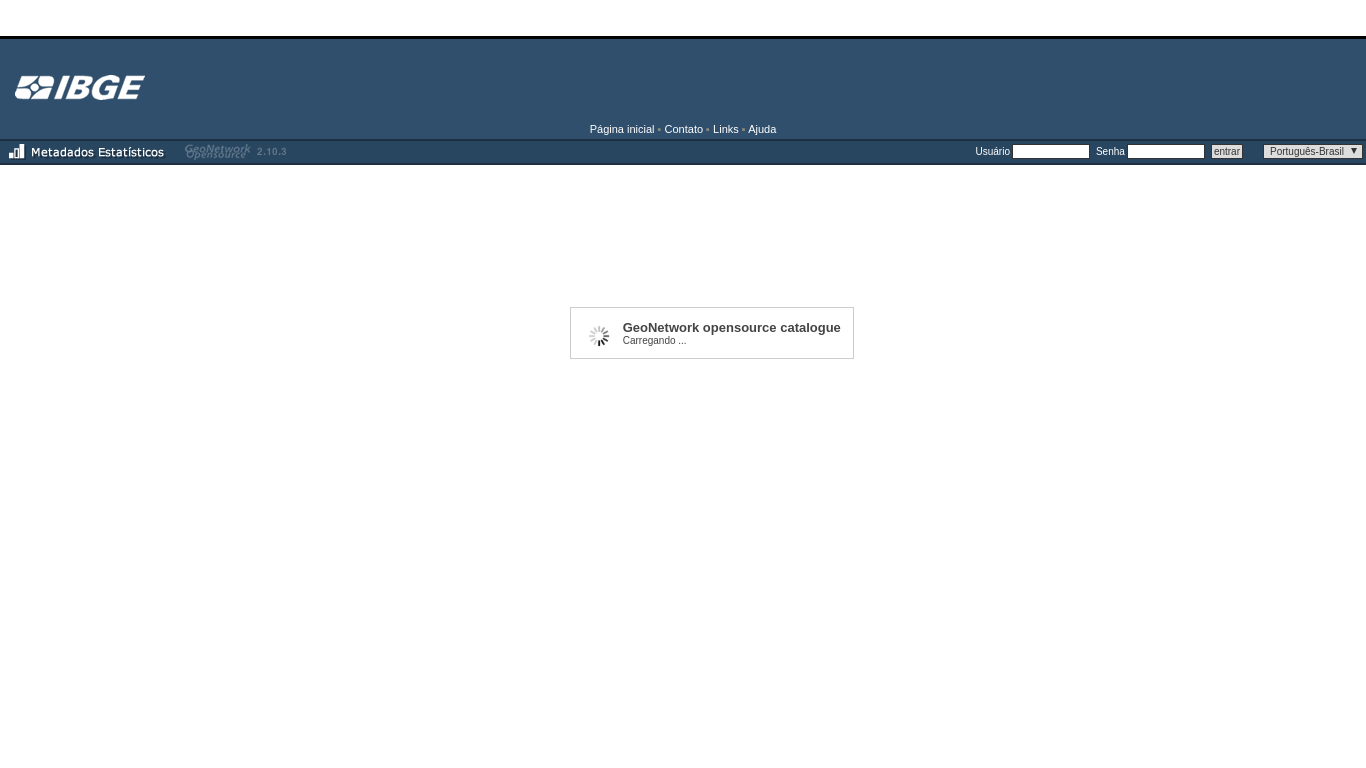 IBGE
Página inicial • Contato • Links • Ajuda
Metadados Estatísticos GeoNetwork Opensource 2.10.3 Usuário Senha entrar Português-Brasil ▼
GeoNetwork opensource catalogue
Carregando ...